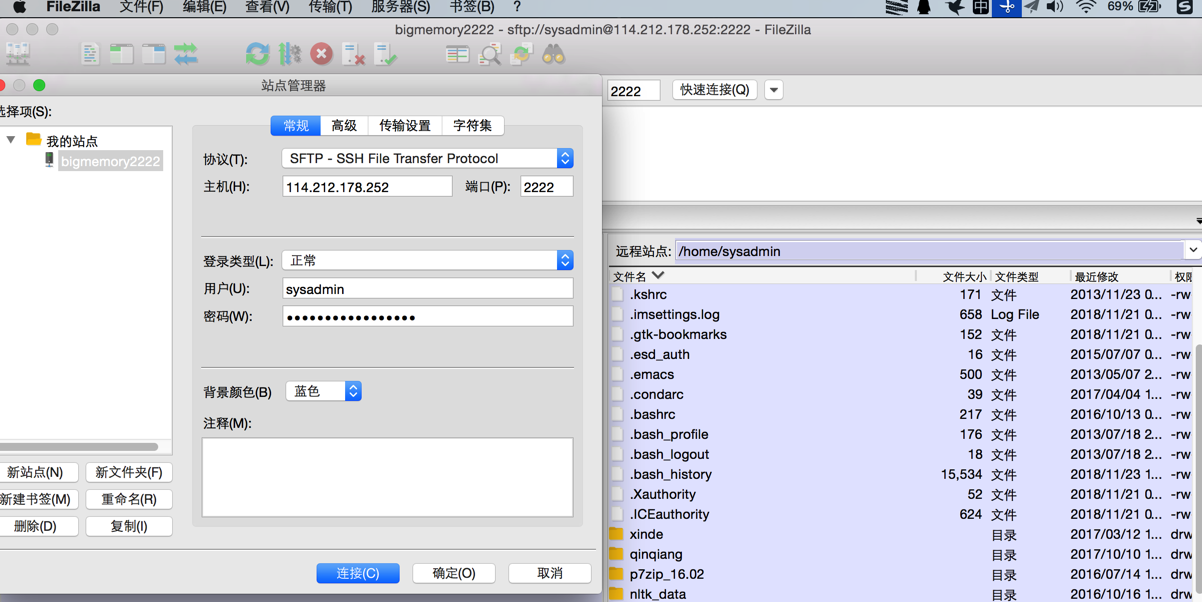 FileZilla 文件(F) 编辑(E) 查看(V) 传输(T) 服务器(S) 书签(B) ? 中 69%
bigmemory2222 - sftp://sysadmin@114.212.178.252:2222 - FileZilla
站点管理器
2222 快速连接(Q)
选择项(S):
我的站点
bigmemory2222
常规 高级 传输设置 字符集
协议(T): SFTP - SSH File Transfer Protocol
主机(H): 114.212.178.252 端口(P): 2222
登录类型(L): 正常
用户(U): sysadmin
密码(W): ●●●●●●●●●●●●●●●●
背景颜色(B) 蓝色
注释(M):
新站点(N) 新文件夹(F)
新建书签(M) 重命名(R)
删除(D) 复制(I)
连接(C) 确定(O) 取消
远程站点: /home/sysadmin
文件名 文件大小 文件类型 最近修改 权限
.kshrc 171 文件 2013/11/23 0... -rw
.imsettings.log 658 Log File 2018/11/21 0... -rw
.gtk-bookmarks 152 文件 2018/11/21 0... -rw
.esd_auth 16 文件 2015/07/07 0... -rw
.emacs 500 文件 2013/05/07 2... -rw
.condarc 39 文件 2017/04/04 1... -rw
.bashrc 217 文件 2016/10/13 0... -rw
.bash_profile 176 文件 2013/07/18 2... -rw
.bash_logout 18 文件 2013/07/18 2... -rw
.bash_history 15,534 文件 2018/11/23 1... -rw
.Xauthority 52 文件 2018/11/21 0... -rw
.ICEauthority 624 文件 2018/11/21 0... -rw
xinde 目录 2017/03/12 1... drw
qinqiang 目录 2017/10/10 1... drw
p7zip_16.02 目录 2016/07/14 1... drw
nltk_data 目录 2016/10/16 1... drw